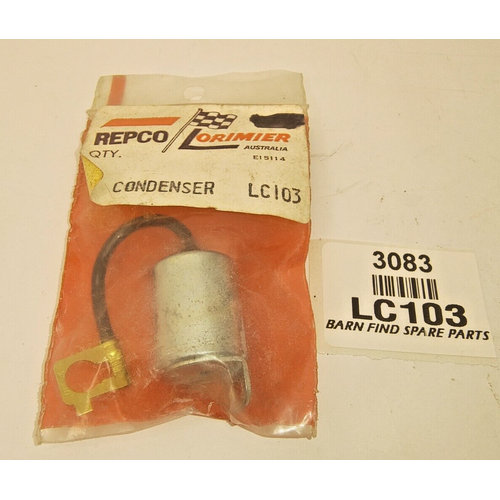 REPCO LORIMIER
AUSTRALIA
QTY.
E15114
CONDENSER LC103
3083
LC103
BARN FIND SPARE PARTS